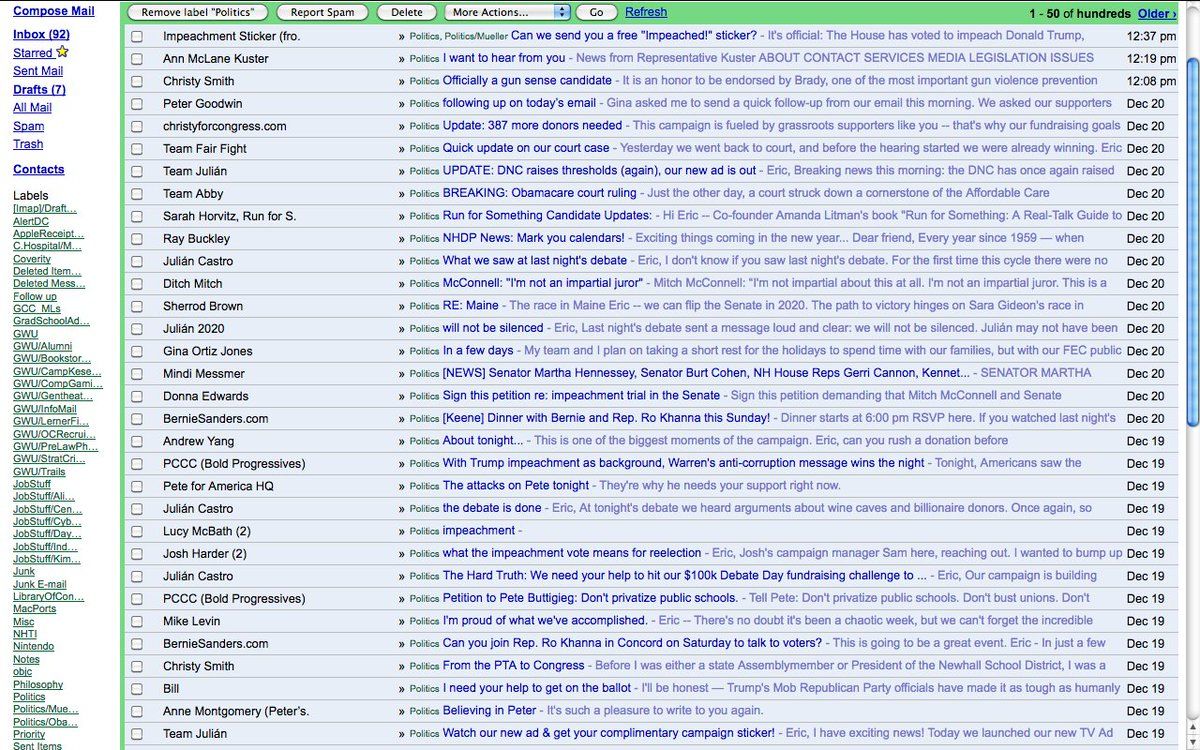 Compose Mail
Inbox (92)
Starred
Sent Mail
Drafts (7)
All Mail
Spam
Trash
Contacts
Labels
[Imap]/Draft...
AlertDC
AppleReceipt...
C.Hospital/M...
Coverity
Deleted Item...
Deleted Mess...
Follow up
GCC_MLs
GradSchoolAd...
GWU
GWU/Alumni
GWU/Bookstor...
GWU/CampKese...
GWU/CompGami...
GWU/Gentheat...
GWU/InfoMail
GWU/LernerFi...
GWU/OCRecrui...
GWU/PreLawPh...
GWU/StratCri...
GWU/Trails
JobStuff
JobStuff/Ali...
JobStuff/Cen...
JobStuff/Cyb...
JobStuff/Day...
JobStuff/Ind...
JobStuff/Kim...
Junk
Junk E-mail
LibraryOfCon...
MacPorts
Misc
NHTI
Nintendo
Notes
objc
Philosophy
Politics
Politics/Mue...
Politics/Oba...
Priority
Sent Items
Remove label "Politics" Report Spam Delete More Actions... Go Refresh 1 - 50 of hundreds Older ›
Impeachment Sticker (fro. » Politics, Politics/Mueller Can we send you a free "Impeached!" sticker? - It's official: The House has voted to impeach Donald Trump, 12:37 pm
Ann McLane Kuster » Politics I want to hear from you - News from Representative Kuster ABOUT CONTACT SERVICES MEDIA LEGISLATION ISSUES 12:19 pm
Christy Smith » Politics Officially a gun sense candidate - It is an honor to be endorsed by Brady, one of the most important gun violence prevention 12:08 pm
Peter Goodwin » Politics following up on today's email - Gina asked me to send a quick follow-up from our email this morning. We asked our supporters Dec 20
christyforcongress.com » Politics Update: 387 more donors needed - This campaign is fueled by grassroots supporters like you -- that's why our fundraising goals Dec 20
Team Fair Fight » Politics Quick update on our court case - Yesterday we went back to court, and before the hearing started we were already winning. Eric Dec 20
Team Julián » Politics UPDATE: DNC raises thresholds (again), our new ad is out - Eric, Breaking news this morning: the DNC has once again raised Dec 20
Team Abby » Politics BREAKING: Obamacare court ruling - Just the other day, a court struck down a cornerstone of the Affordable Care Dec 20
Sarah Horvitz, Run for S. » Politics Run for Something Candidate Updates: - Hi Eric -- Co-founder Amanda Litman's book "Run for Something: A Real-Talk Guide to Dec 20
Ray Buckley » Politics NHDP News: Mark you calendars! - Exciting things coming in the new year... Dear friend, Every year since 1959 — when Dec 20
Julián Castro » Politics What we saw at last night's debate - Eric, I don't know if you saw last night's debate. For the first time this cycle there were no Dec 20
Ditch Mitch » Politics McConnell: "I'm not an impartial juror" - Mitch McConnell: "I'm not impartial about this at all. I'm not an impartial juror. This is a Dec 20
Sherrod Brown » Politics RE: Maine - The race in Maine Eric -- we can flip the Senate in 2020. The path to victory hinges on Sara Gideon's race in Dec 20
Julián 2020 » Politics will not be silenced - Eric, Last night's debate sent a message loud and clear: we will not be silenced. Julián may not have been Dec 20
Gina Ortiz Jones » Politics In a few days - My team and I plan on taking a short rest for the holidays to spend time with our families, but with our FEC public Dec 20
Mindi Messmer » Politics [NEWS] Senator Martha Hennessey, Senator Burt Cohen, NH House Reps Gerri Cannon, Kennet... - SENATOR MARTHA Dec 20
Donna Edwards » Politics Sign this petition re: impeachment trial in the Senate - Sign this petition demanding that Mitch McConnell and Senate Dec 20
BernieSanders.com » Politics [Keene] Dinner with Bernie and Rep. Ro Khanna this Sunday! - Dinner starts at 6:00 pm RSVP here. If you watched last night's Dec 20
Andrew Yang » Politics About tonight... - This is one of the biggest moments of the campaign. Eric, can you rush a donation before Dec 19
PCCC (Bold Progressives) » Politics With Trump impeachment as background, Warren's anti-corruption message wins the night - Tonight, Americans saw the Dec 19
Pete for America HQ » Politics The attacks on Pete tonight - They're why he needs your support right now. Dec 19
Julián Castro » Politics the debate is done - Eric, At tonight's debate we heard arguments about wine caves and billionaire donors. Once again, so Dec 19
Lucy McBath (2) » Politics impeachment - Dec 19
Josh Harder (2) » Politics what the impeachment vote means for reelection - Eric, Josh's campaign manager Sam here, reaching out. I wanted to bump up Dec 19
Julián Castro » Politics The Hard Truth: We need your help to hit our $100k Debate Day fundraising challenge to ... - Eric, Our campaign is building Dec 19
PCCC (Bold Progressives) » Politics Petition to Pete Buttigieg: Don't privatize public schools. - Tell Pete: Don't privatize public schools. Don't bust unions. Don't Dec 19
Mike Levin » Politics I'm proud of what we've accomplished. - Eric -- There's no doubt it's been a chaotic week, but we can't forget the incredible Dec 19
BernieSanders.com » Politics Can you join Rep. Ro Khanna in Concord on Saturday to talk to voters? - This is going to be a great event. Eric - In just a few Dec 19
Christy Smith » Politics From the PTA to Congress - Before I was either a state Assemblymember or President of the Newhall School District, I was a Dec 19
Bill » Politics I need your help to get on the ballot - I'll be honest — Trump's Mob Republican Party officials have made it as tough as humanly Dec 19
Anne Montgomery (Peter's. » Politics Believing in Peter - It's such a pleasure to write to you again. Dec 19
Team Julián » Politics Watch our new ad & get your complimentary campaign sticker! - Eric, I have exciting news! Today we launched our new TV Ad Dec 19